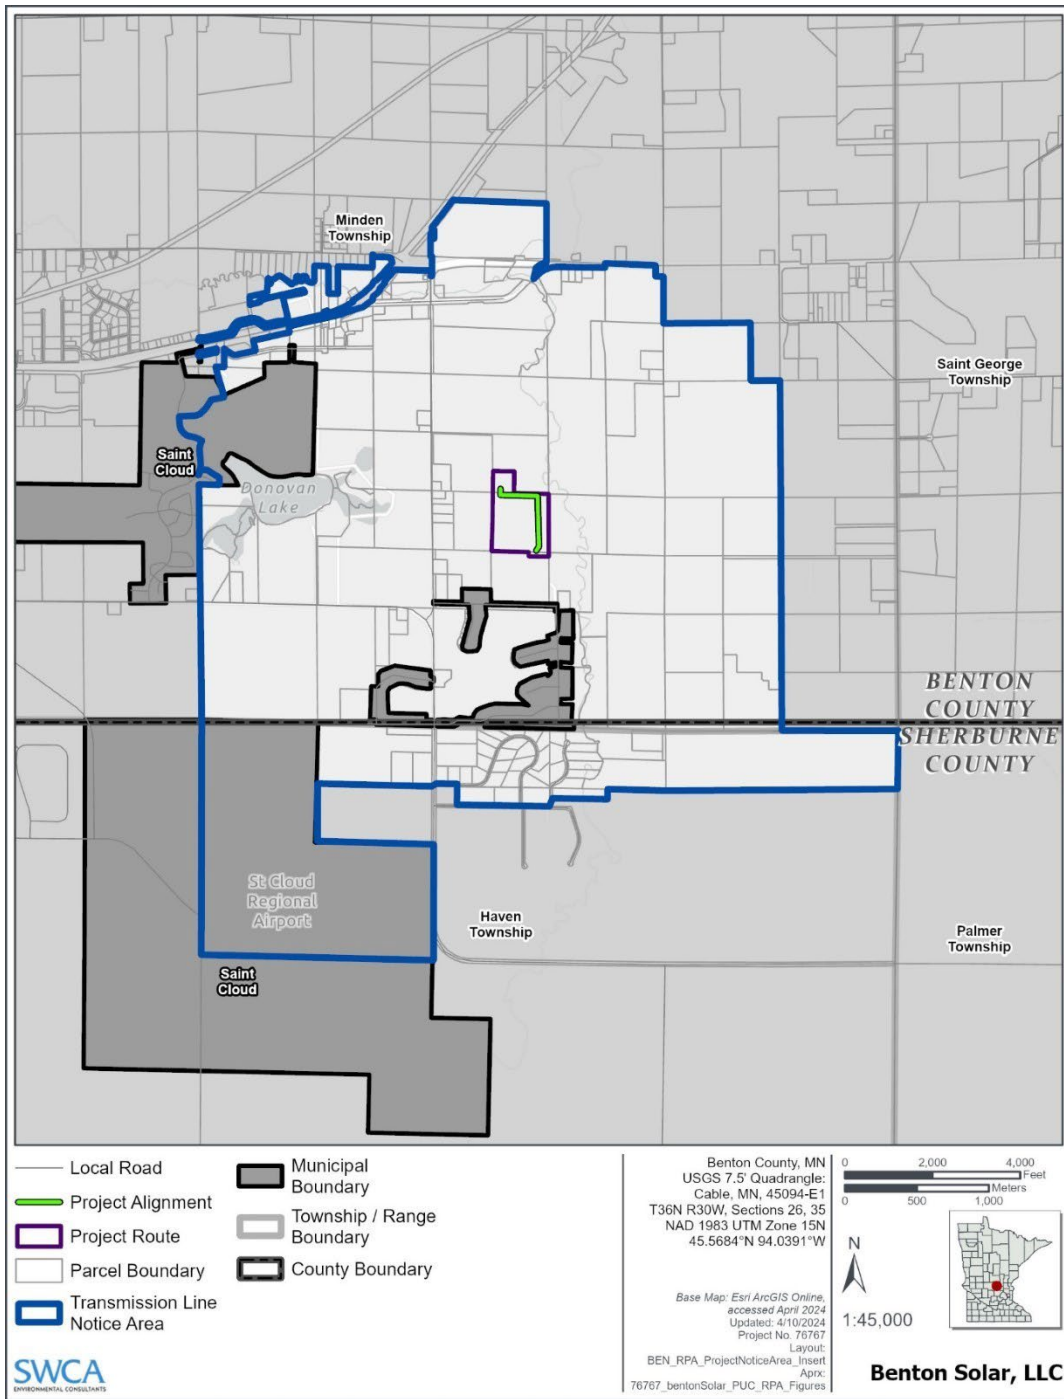 Minden
Township
Saint George
Township
Saint
Cloud
Donovan
Lake
BENTON
COUNTY
SHERBURNE
COUNTY
St Cloud
Regional
Airport
Haven
Township
Palmer
Township
Saint
Cloud
Local Road
Project Alignment
Project Route
Parcel Boundary
Transmission Line
Notice Area
Municipal
Boundary
Township / Range
Boundary
County Boundary
Benton County, MN
USGS 7.5' Quadrangle:
Cable, MN, 45094-E1
T36N R30W, Sections 26, 35
NAD 1983 UTM Zone 15N
45.5684°N 94.0391°W
Base Map: Esri ArcGIS Online,
accessed April 2024
Updated: 4/10/2024
Project No. 76767
Layout:
BEN_RPA_ProjectNoticeArea_Insert
Aprx:
76767_bentonSolar_PUC_RPA_Figures
0 2,000 4,000
Feet
Meters
0 500 1,000
N
1:45,000
SWCA
ENVIRONMENTAL CONSULTANTS
Benton Solar, LLC